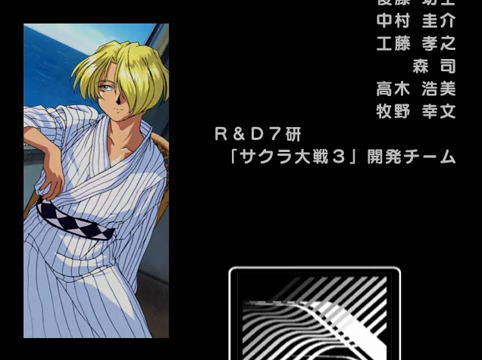 中村 圭介
工藤 孝之
森 司
高木 浩美
牧野 幸文
R＆D7研
「サクラ大戦3」開発チーム